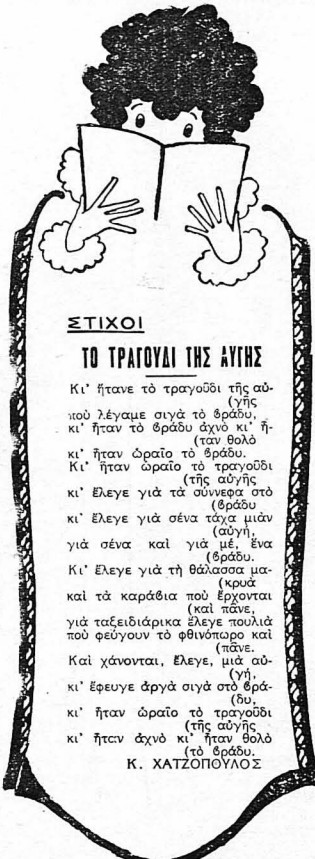 ΣΤΙΧΟΙ
ΤΟ ΤΡΑΓΟΥΔΙ ΤΗΣ ΑΥΓΗΣ
Κι' ἤτανε τὸ τραγοῦδι τῆς αὐ-
(γῆς
ποὺ λέγαμε σιγὰ τὸ βράδυ,
κι' ἦταν τὸ βράδυ ἀχνὸ κι' ἦ-
(ταν θολὸ
κι' ἦταν ὡραῖο τὸ βράδυ.
Κι' ἦταν ὡραῖο τὸ τραγοῦδι
(τῆς αὐγῆς
κι' ἔλεγε γιὰ τὰ σύννεφα στὸ
(βράδυ
κι' ἔλεγε γιὰ σένα τάχα μιὰν
(αὐγή,
γιὰ σένα καὶ γιὰ μέ, ἕνα
(βράδυ.
Κι' ἔλεγε γιὰ τὴ θάλασσα μα-
(κρυὰ
καὶ τὰ καράβια ποὺ ἔρχονται
(καὶ πᾶνε,
γιὰ ταξειδιάρικα ἔλεγε πουλιὰ
ποὺ φεύγουν τὸ φθινόπωρο καὶ
(πᾶνε.
Καὶ χάνονται, ἔλεγε, μιὰ αὐ-
(γή,
κι' ἔφευγε ἀργὰ σιγὰ στὸ βρά-
(δυ,
κι' ἦταν ὡραῖο τὸ τραγοῦδι
(τῆς αὐγῆς
κι' ἦταν ἀχνὸ κι' ἦταν θολὸ
(τὸ βράδυ.
Κ. ΧΑΤΖΟΠΟΥΛΟΣ